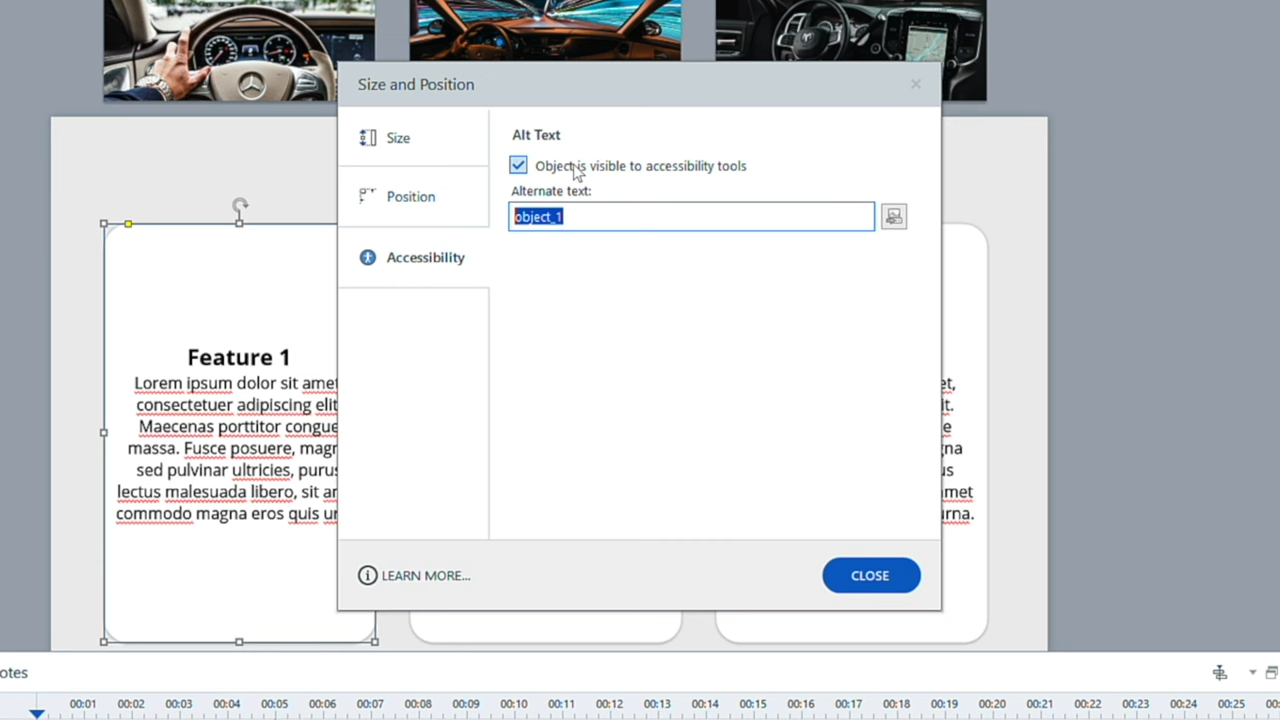 Size and Position
Size
Position
Accessibility
Alt Text
Object is visible to accessibility tools
Alternate text:
object_1
LEARN MORE...
CLOSE
Feature 1
Lorem ipsum dolor sit amet
consectetuer adipiscing elit
Maecenas porttitor congue
massa. Fusce posuere, magn
sed pulvinar ultricies, purus
lectus malesuada libero, sit am
commodo magna eros quis ur
et,
it.
e
na
us
met
rna.
otes
00:01 00:02 00:03 00:04 00:05 00:06 00:07 00:08 00:09 00:10 00:11 00:12 00:13 00:14 00:15 00:16 00:17 00:18 00:19 00:20 00:21 00:22 00:23 00:24 00:25 00: